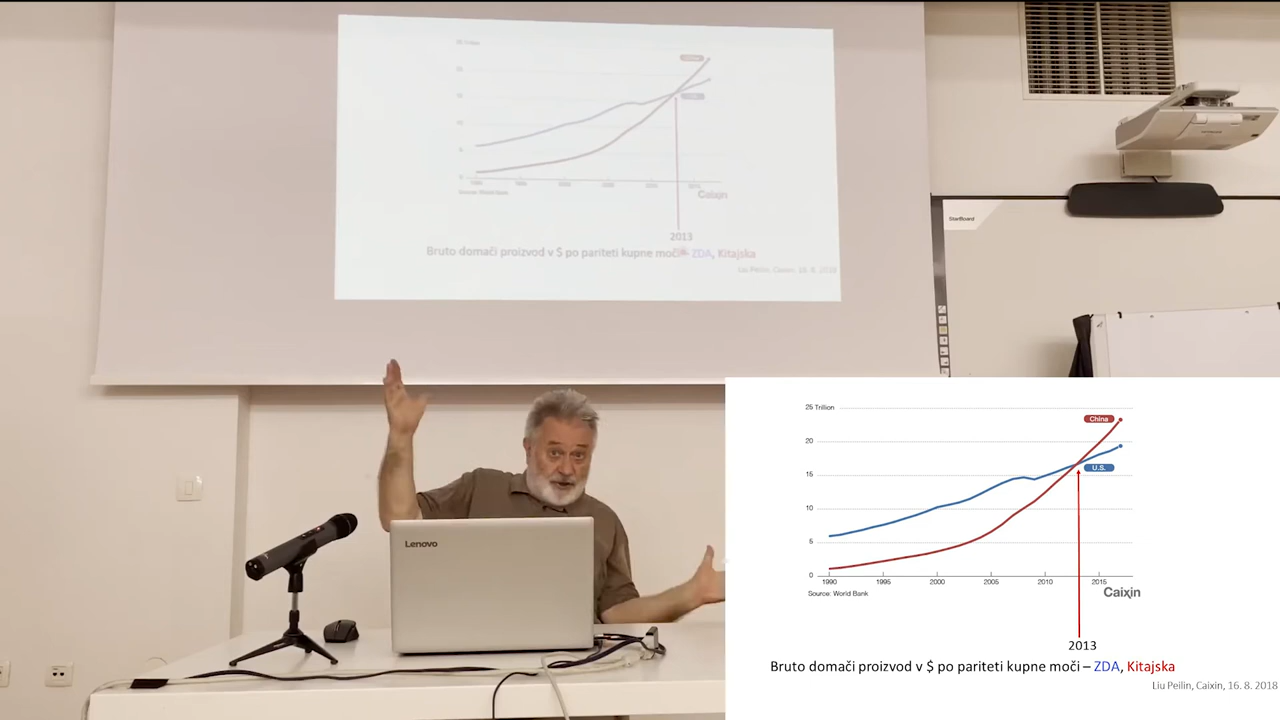 25 Trillion
China
20
U.S.
15
10
5
0
1990 1995 2000 2005 2010 2015
Source: World Bank
Caixin
2013
Bruto domači proizvod v $ po pariteti kupne moči – ZDA, Kitajska
Liu Peilin, Caixin, 16. 8. 2018
Caixin
2013
Bruto domači proizvod v $ po pariteti kupne moči – ZDA, Kitajska
StarBoard
Lenovo